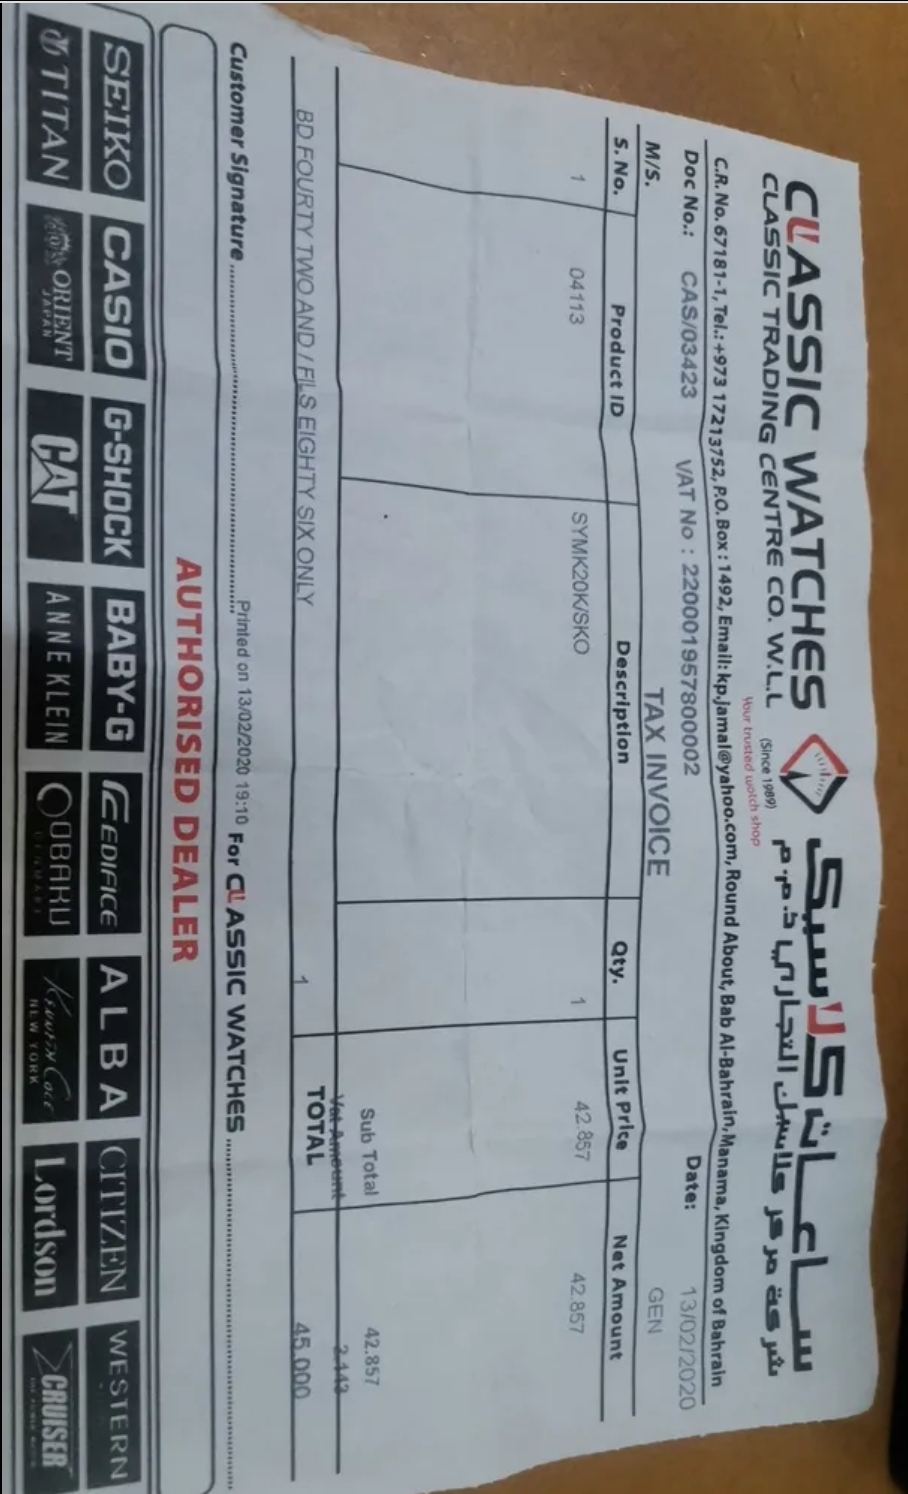 CLASSIC WATCHES
CLASSIC TRADING CENTRE CO. W.L.L
(Since 1989)
Your trusted watch shop
ساعات كلاسيك
شركة مركز كلاسيك التجاري ذ.م.م
C.R. No. 67181-1, Tel.: +973 17213752, P.O. Box : 1492, Email: kp.jamal@yahoo.com, Round About, Bab Al-Bahrain, Manama, Kingdom of Bahrain
Doc No.: CAS/03423 VAT No : 220001957800002 Date: 13/02/2020
M/S. TAX INVOICE GEN
S. No. Product ID Description Qty. Unit Price Net Amount
1 04113 SYMK20K/SKO 1 42.857 42.857
Sub Total 42.857
Vat Amount 2.143
BD FOURTY TWO AND / FILS EIGHTY SIX ONLY 1 TOTAL 45.000
Customer Signature Printed on 13/02/2020 19:10 For CLASSIC WATCHES
AUTHORISED DEALER
SEIKO CASIO G-SHOCK BABY-G EDIFICE ALBA CITIZEN WESTERN
TITAN ORIENT JAPAN CAT ANNE KLEIN OBAKU DENMARK Kenneth Cole NEW YORK Lordson CRUISER